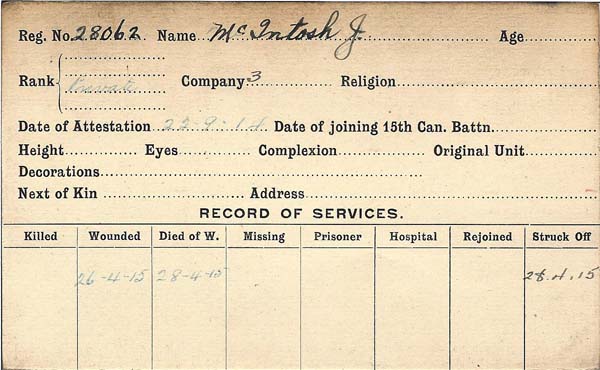 Reg. No. 28062 Name McIntosh J. Age
Rank Private Company 3 Religion
Date of Attestation 22-9-14 Date of joining 15th Can. Battn.
Height Eyes Complexion Original Unit
Decorations
Next of Kin Address
RECORD OF SERVICES.
Killed Wounded Died of W. Missing Prisoner Hospital Rejoined Struck Off
26-4-15 28-4-15 28.4.15